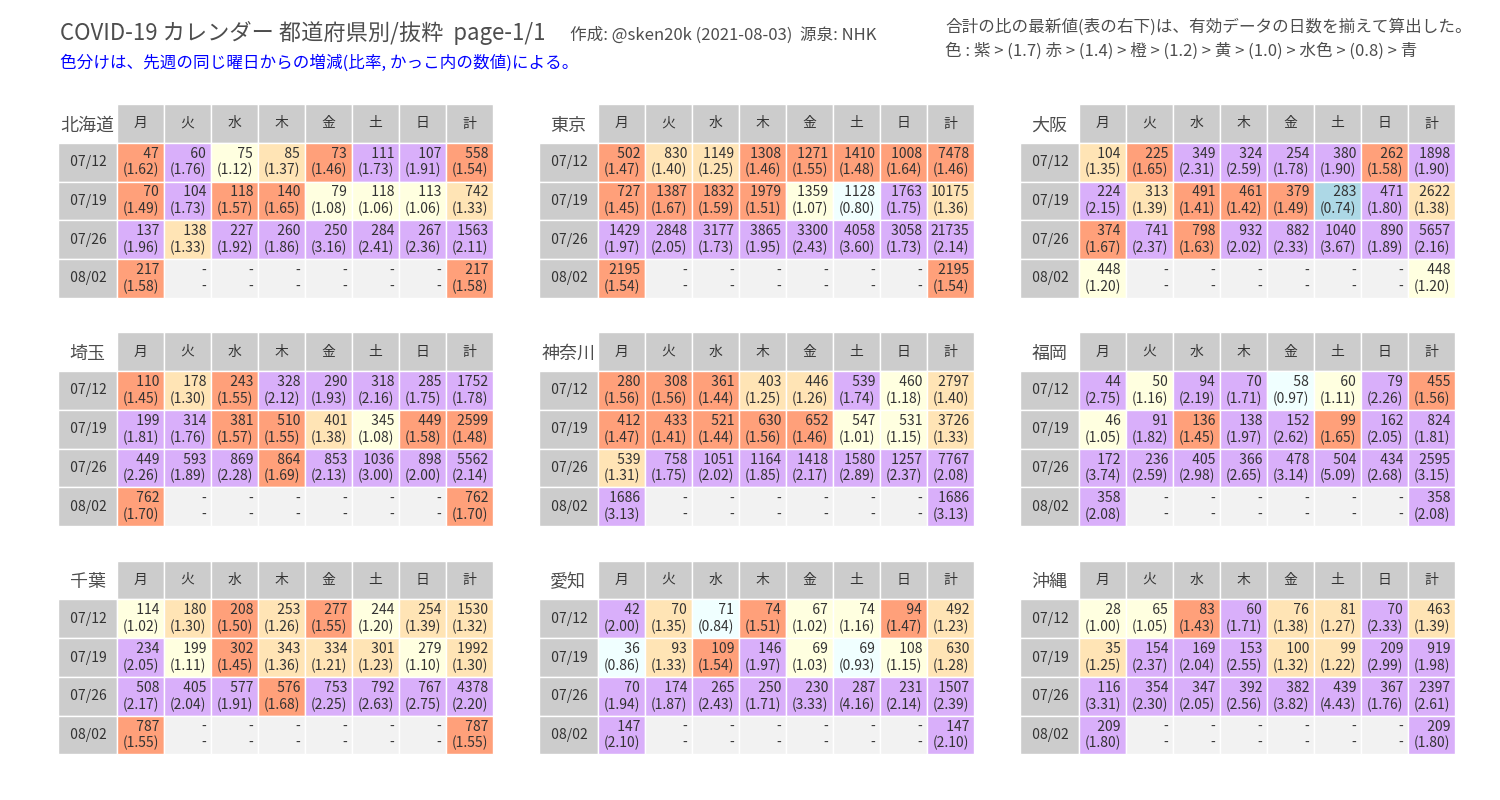 COVID-19 カレンダー 都道府県別/抜粋 page-1/1 作成: @sken20k (2021-08-03) 源泉: NHK
色分けは、先週の同じ曜日からの増減(比率, かっこ内の数値)による。
合計の比の最新値(表の右下)は、有効データの日数を揃えて算出した。
色 : 紫 > (1.7) 赤 > (1.4) > 橙 > (1.2) > 黄 > (1.0) > 水色 > (0.8) > 青
北海道 月 火 水 木 金 土 日 計
07/12 47 60 75 85 73 111 107 558
(1.62) (1.76) (1.12) (1.37) (1.46) (1.73) (1.91) (1.54)
07/19 70 104 118 140 79 118 113 742
(1.49) (1.73) (1.57) (1.65) (1.08) (1.06) (1.06) (1.33)
07/26 137 138 227 260 250 284 267 1563
(1.96) (1.33) (1.92) (1.86) (3.16) (2.41) (2.36) (2.11)
08/02 217 - - - - - - 217
(1.58) - - - - - - (1.58)
東京 月 火 水 木 金 土 日 計
07/12 502 830 1149 1308 1271 1410 1008 7478
(1.47) (1.40) (1.25) (1.46) (1.55) (1.48) (1.64) (1.46)
07/19 727 1387 1832 1979 1359 1128 1763 10175
(1.45) (1.67) (1.59) (1.51) (1.07) (0.80) (1.75) (1.36)
07/26 1429 2848 3177 3865 3300 4058 3058 21735
(1.97) (2.05) (1.73) (1.95) (2.43) (3.60) (1.73) (2.14)
08/02 2195 - - - - - - 2195
(1.54) - - - - - - (1.54)
大阪 月 火 水 木 金 土 日 計
07/12 104 225 349 324 254 380 262 1898
(1.35) (1.65) (2.31) (2.59) (1.78) (1.90) (1.58) (1.90)
07/19 224 313 491 461 379 283 471 2622
(2.15) (1.39) (1.41) (1.42) (1.49) (0.74) (1.80) (1.38)
07/26 374 741 798 932 882 1040 890 5657
(1.67) (2.37) (1.63) (2.02) (2.33) (3.67) (1.89) (2.16)
08/02 448 - - - - - - 448
(1.20) - - - - - - (1.20)
埼玉 月 火 水 木 金 土 日 計
07/12 110 178 243 328 290 318 285 1752
(1.45) (1.30) (1.55) (2.12) (1.93) (2.16) (1.75) (1.78)
07/19 199 314 381 510 401 345 449 2599
(1.81) (1.76) (1.57) (1.55) (1.38) (1.08) (1.58) (1.48)
07/26 449 593 869 864 853 1036 898 5562
(2.26) (1.89) (2.28) (1.69) (2.13) (3.00) (2.00) (2.14)
08/02 762 - - - - - - 762
(1.70) - - - - - - (1.70)
神奈川 月 火 水 木 金 土 日 計
07/12 280 308 361 403 446 539 460 2797
(1.56) (1.56) (1.44) (1.25) (1.26) (1.74) (1.18) (1.40)
07/19 412 433 521 630 652 547 531 3726
(1.47) (1.41) (1.44) (1.56) (1.46) (1.01) (1.15) (1.33)
07/26 539 758 1051 1164 1418 1580 1257 7767
(1.31) (1.75) (2.02) (1.85) (2.17) (2.89) (2.37) (2.08)
08/02 1686 - - - - - - 1686
(3.13) - - - - - - (3.13)
福岡 月 火 水 木 金 土 日 計
07/12 44 50 94 70 58 60 79 455
(2.75) (1.16) (2.19) (1.71) (0.97) (1.11) (2.26) (1.56)
07/19 46 91 136 138 152 99 162 824
(1.05) (1.82) (1.45) (1.97) (2.62) (1.65) (2.05) (1.81)
07/26 172 236 405 366 478 504 434 2595
(3.74) (2.59) (2.98) (2.65) (3.14) (5.09) (2.68) (3.15)
08/02 358 - - - - - - 358
(2.08) - - - - - - (2.08)
千葉 月 火 水 木 金 土 日 計
07/12 114 180 208 253 277 244 254 1530
(1.02) (1.30) (1.50) (1.26) (1.55) (1.20) (1.39) (1.32)
07/19 234 199 302 343 334 301 279 1992
(2.05) (1.11) (1.45) (1.36) (1.21) (1.23) (1.10) (1.30)
07/26 508 405 577 576 753 792 767 4378
(2.17) (2.04) (1.91) (1.68) (2.25) (2.63) (2.75) (2.20)
08/02 787 - - - - - - 787
(1.55) - - - - - - (1.55)
愛知 月 火 水 木 金 土 日 計
07/12 42 70 71 74 67 74 94 492
(2.00) (1.35) (0.84) (1.51) (1.02) (1.16) (1.47) (1.23)
07/19 36 93 109 146 69 69 108 630
(0.86) (1.33) (1.54) (1.97) (1.03) (0.93) (1.15) (1.28)
07/26 70 174 265 250 230 287 231 1507
(1.94) (1.87) (2.43) (1.71) (3.33) (4.16) (2.14) (2.39)
08/02 147 - - - - - - 147
(2.10) - - - - - - (2.10)
沖縄 月 火 水 木 金 土 日 計
07/12 28 65 83 60 76 81 70 463
(1.00) (1.05) (1.43) (1.71) (1.38) (1.27) (2.33) (1.39)
07/19 35 154 169 153 100 99 209 919
(1.25) (2.37) (2.04) (2.55) (1.32) (1.22) (2.99) (1.98)
07/26 116 354 347 392 382 439 367 2397
(3.31) (2.30) (2.05) (2.56) (3.82) (4.43) (1.76) (2.61)
08/02 209 - - - - - - 209
(1.80) - - - - - - (1.80)